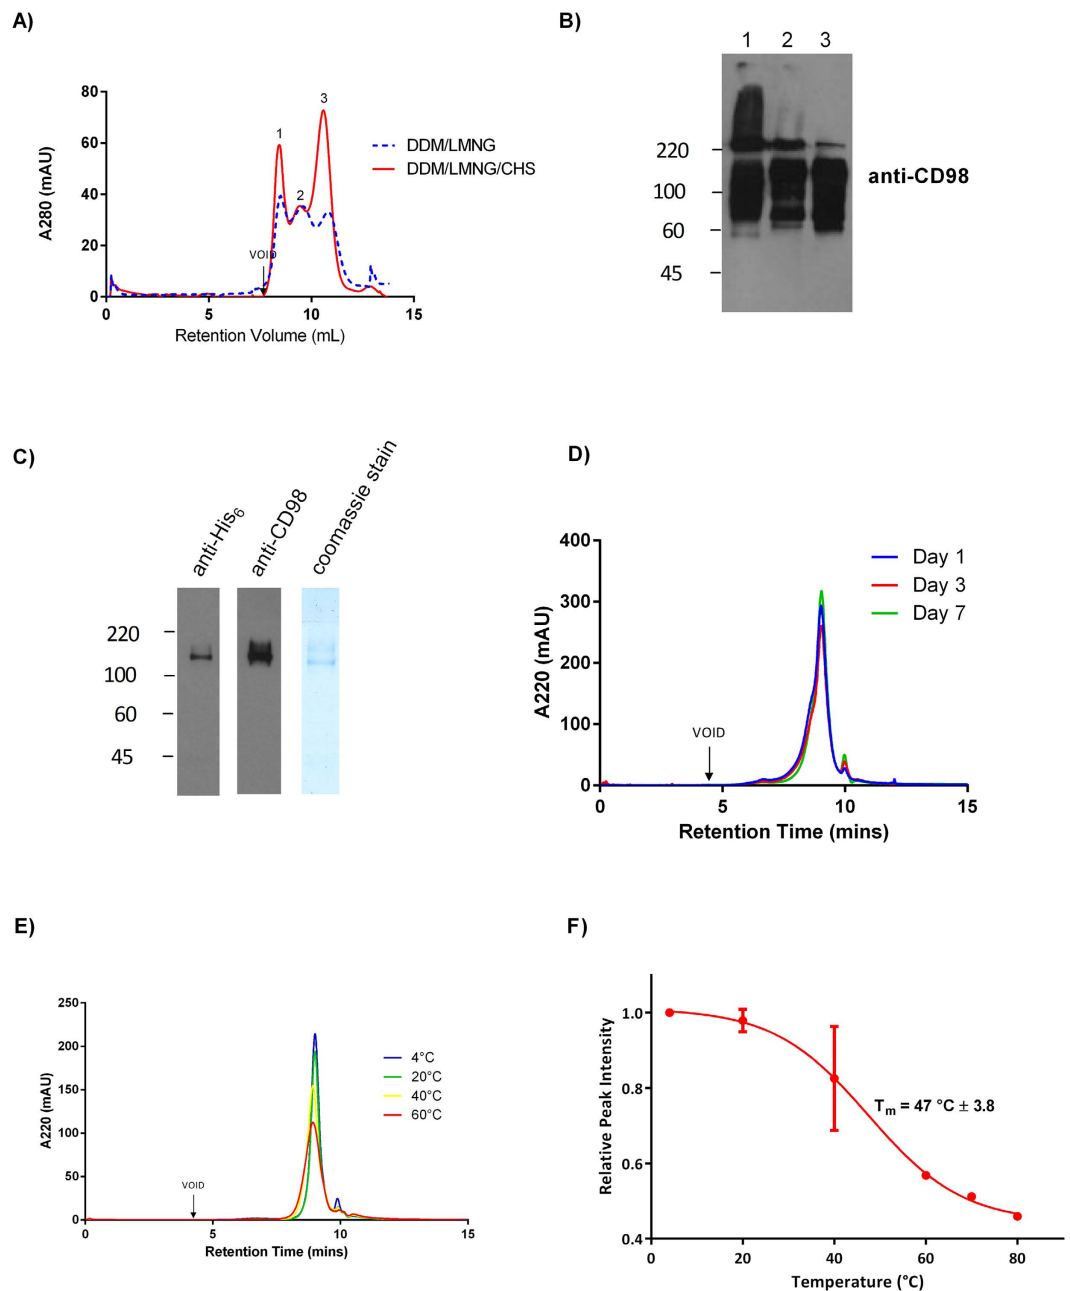 A)
80
60
40
20
0
A280 (mAU)
1
2
3
VOID
DDM/LMNG
DDM/LMNG/CHS
0
5
10
15
Retention Volume (mL)
B)
1 2 3
220
100
60
45
anti-CD98
C)
anti-His6
anti-CD98
coomassie stain
220
100
60
45
D)
400
300
200
100
0
A220 (mAU)
VOID
Day 1
Day 3
Day 7
0
5
10
15
Retention Time (mins)
E)
250
200
150
100
50
0
A220 (mAU)
VOID
4°C
20°C
40°C
60°C
0
5
10
15
Retention Time (mins)
F)
1.0
0.8
0.6
0.4
Relative Peak Intensity
Tm = 47 °C ± 3.8
0
20
40
60
80
Temperature (°C)